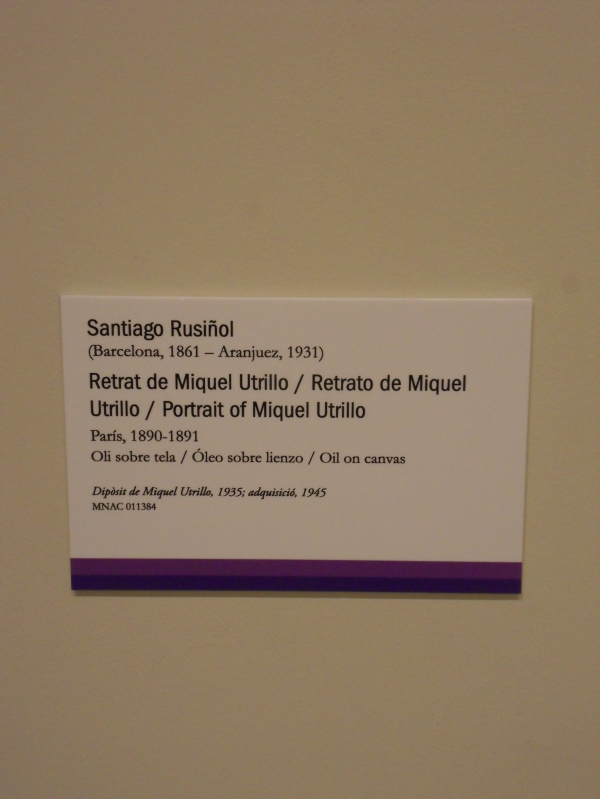 Santiago Rusiñol
(Barcelona, 1861 – Aranjuez, 1931)
Retrat de Miquel Utrillo / Retrato de Miquel
Utrillo / Portrait of Miquel Utrillo
París, 1890-1891
Oli sobre tela / Óleo sobre lienzo / Oil on canvas
Dipòsit de Miquel Utrillo, 1935; adquisició, 1945
MNAC 011384